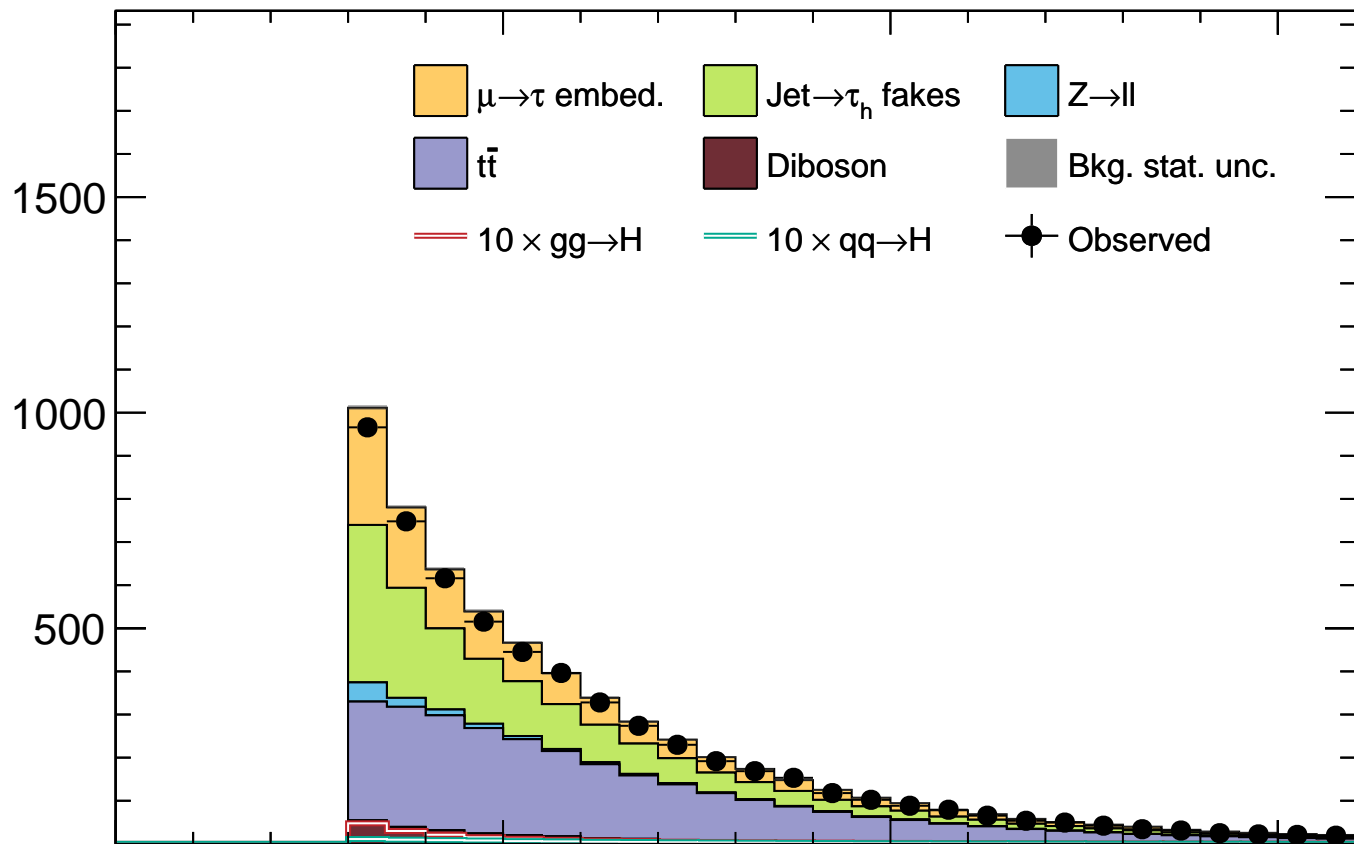 μ→τ embed. Jet→τh fakes Z→ll
tt̄ Diboson Bkg. stat. unc.
10 × gg→H 10 × qq→H Observed
1500
1000
500